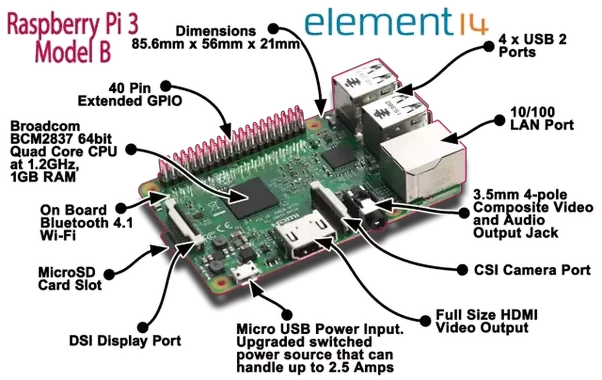 Raspberry Pi 3
Model B
element14
Dimensions
85.6mm x 56mm x 21mm
4 x USB 2
Ports
40 Pin
Extended GPIO
10/100
LAN Port
Broadcom
BCM2837 64bit
Quad Core CPU
at 1.2GHz,
1GB RAM
3.5mm 4-pole
Composite Video
and Audio
Output Jack
On Board
Bluetooth 4.1
Wi-Fi
CSI Camera Port
MicroSD
Card Slot
Full Size HDMI
Video Output
DSI Display Port
Micro USB Power Input.
Upgraded switched
power source that can
handle up to 2.5 Amps